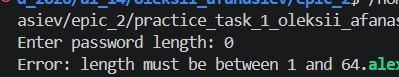 asiev/epic_2/practice_task_1_oleksii_afanas
Enter password length: 0
Error: length must be between 1 and 64.alex